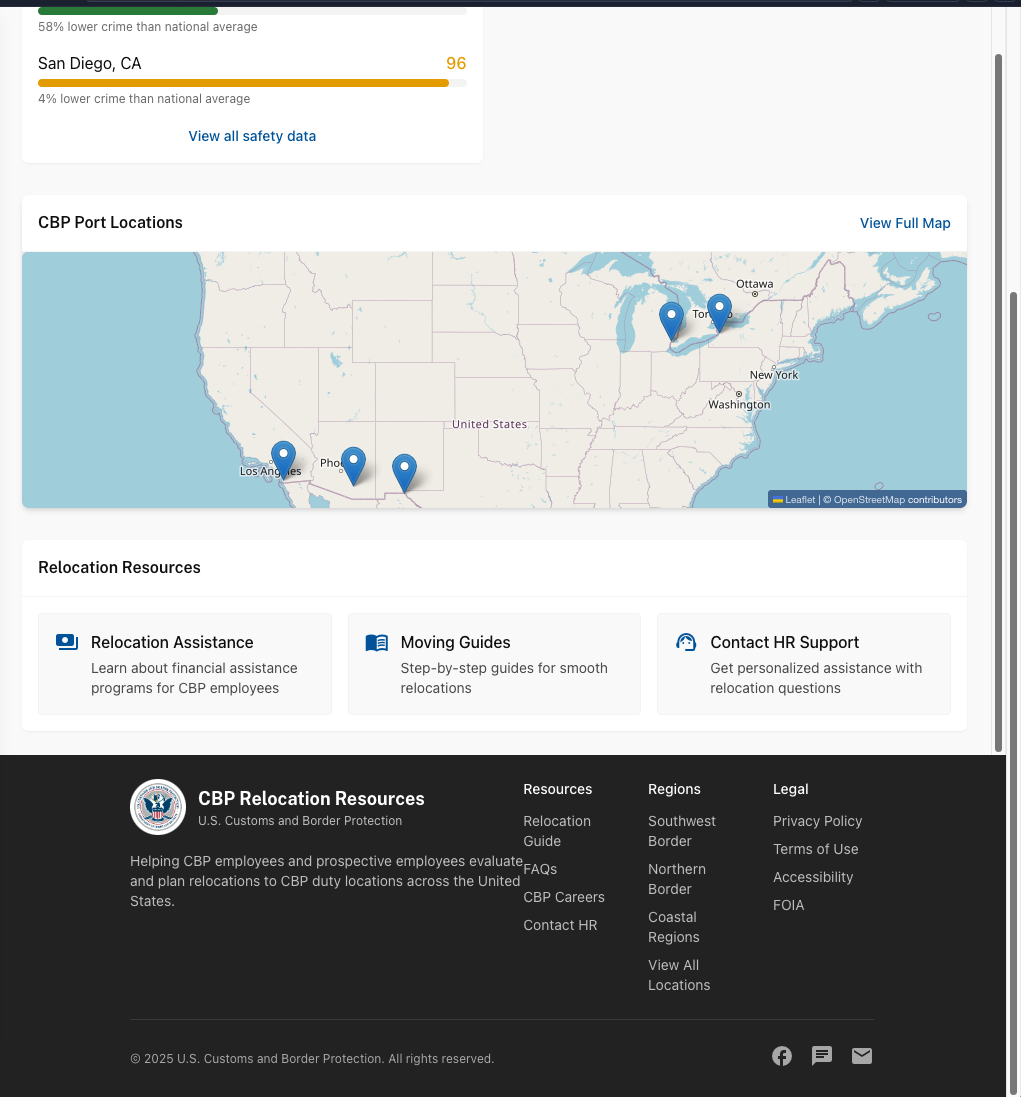 58% lower crime than national average
San Diego, CA
96
4% lower crime than national average
View all safety data
CBP Port Locations
View Full Map
Ottawa
New York
Washington
United States
Leaflet | © OpenStreetMap contributors
Relocation Resources
Relocation Assistance
Learn about financial assistance
programs for CBP employees
Moving Guides
Step-by-step guides for smooth
relocations
Contact HR Support
Get personalized assistance with
relocation questions
CBP Relocation Resources
U.S. Customs and Border Protection
Helping CBP employees and prospective employees evaluate
and plan relocations to CBP duty locations across the United
States.
Resources
Relocation
Guide
FAQs
CBP Careers
Contact HR
Regions
Southwest
Border
Northern
Border
Coastal
Regions
View All
Locations
Legal
Privacy Policy
Terms of Use
Accessibility
FOIA
© 2025 U.S. Customs and Border Protection. All rights reserved.